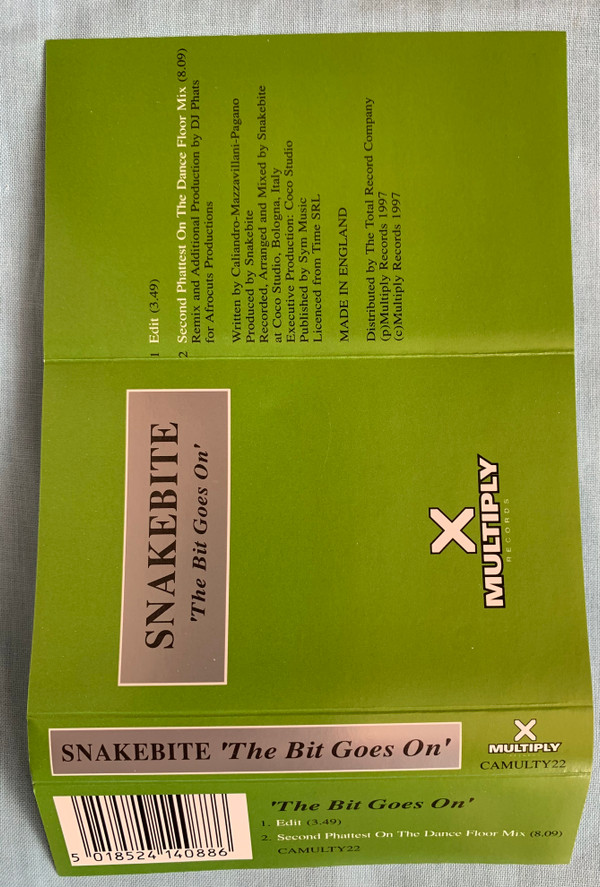 1 Edit (3.49)
2 Second Phattest On The Dance Floor Mix (8.09)
Remix and Additional Production by DJ Phats
for Afrocuts Productions
Written by Caliandro-Mazzavillani-Pagano
Produced by Snakebite
Recorded, Arranged and Mixed by Snakebite
at Coco Studio, Bologna, Italy
Executive Production: Coco Studio
Published by Sym Music
Licenced from Time SRL
MADE IN ENGLAND
Distributed by The Total Record Company
(p)Multiply Records 1997
(c)Multiply Records 1997
SNAKEBITE
'The Bit Goes On'
X
MULTIPLY
RECORDS
SNAKEBITE 'The Bit Goes On'
X
MULTIPLY
CAMULTY22
'The Bit Goes On'
1. Edit (3.49)
2. Second Phattest On The Dance Floor Mix (8.09)
CAMULTY22
5 018524 140886